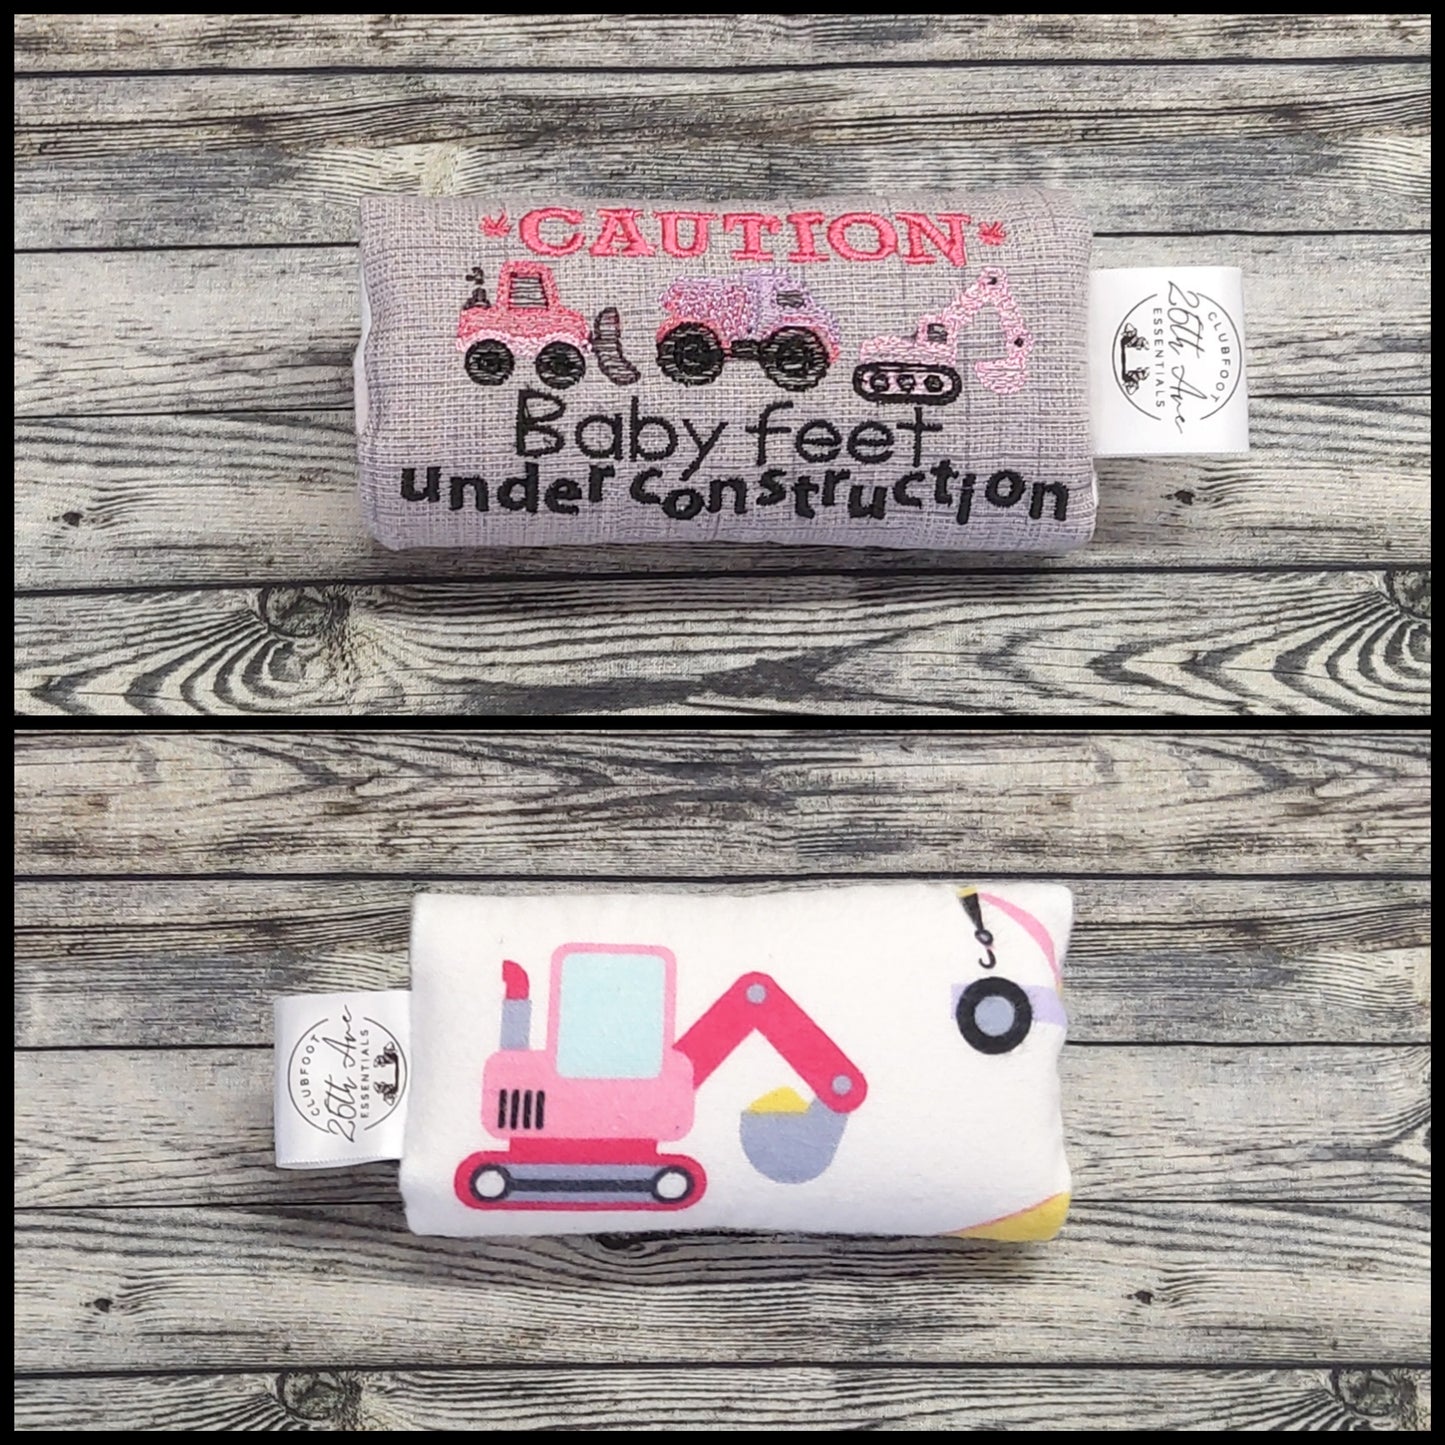 *CAUTION*
Baby feet
under construction
CLUBFOOT
26th Ave
ESSENTIALS
CLUBFOOT
26th Ave
ESSENTIALS